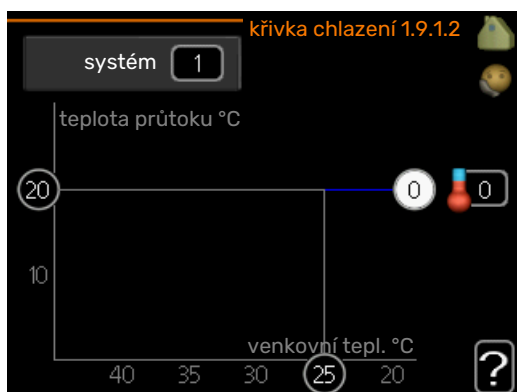 křivka chlazení 1.9.1.2
systém 1
teplota průtoku °C
20
0
0
10
venkovní tepl. °C
40 35 30 25 20
?